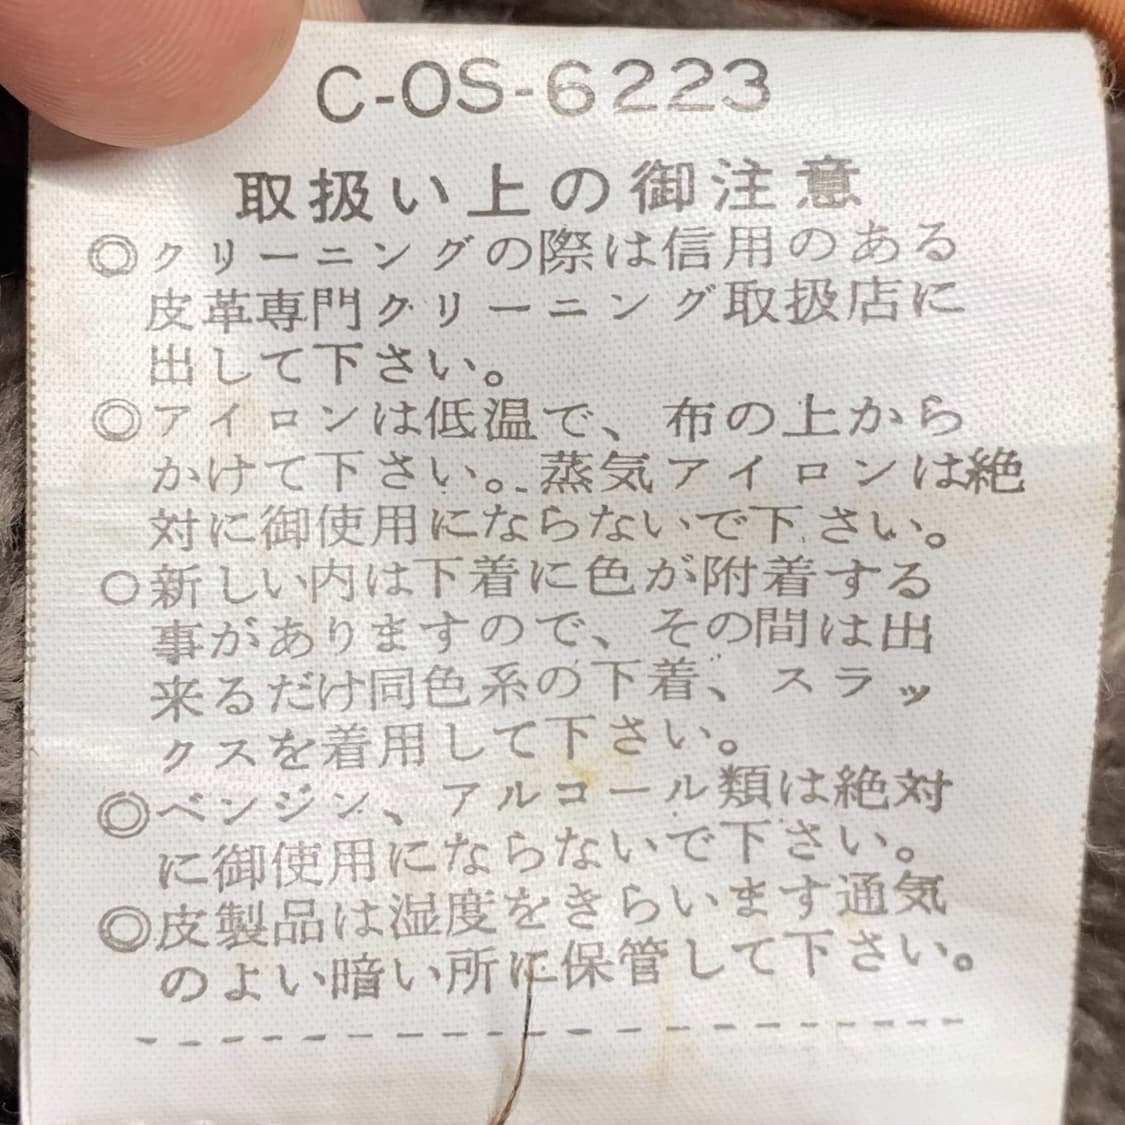 C-OS-6223
取扱い上の御注意
◎クリーニングの際は信用のある
皮革専門クリーニング取扱店に
出して下さい。
◎アイロンは低温で、布の上から
かけて下さい。蒸気アイロンは絶
対に御使用にならないで下さい。
○新しい内は下着に色が附着する
事がありますので、その間は出
来るだけ同色系の下着、スラッ
クスを着用して下さい。
◎ベンジン、アルコール類は絶対
に御使用にならないで下さい。
◎皮製品は湿度をきらいます通気
のよい暗い所に保管して下さい。